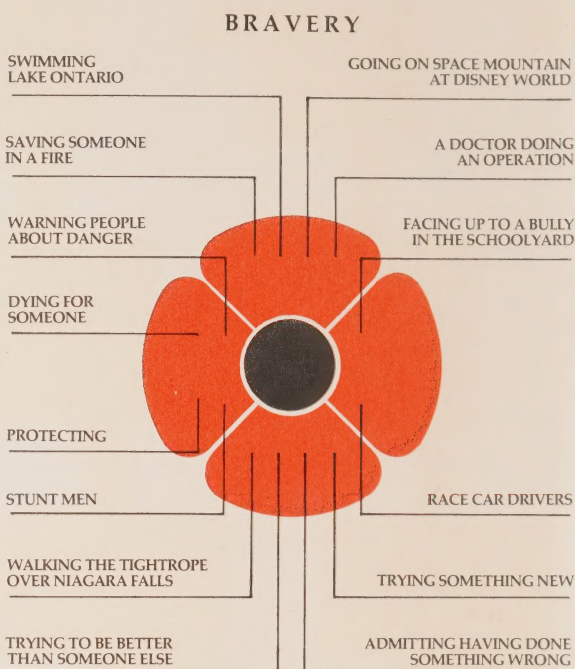 BRAVERY
SWIMMING
LAKE ONTARIO
GOING ON SPACE MOUNTAIN
AT DISNEY WORLD
SAVING SOMEONE
IN A FIRE
A DOCTOR DOING
AN OPERATION
WARNING PEOPLE
ABOUT DANGER
FACING UP TO A BULLY
IN THE SCHOOLYARD
DYING FOR
SOMEONE
PROTECTING
STUNT MEN
RACE CAR DRIVERS
WALKING THE TIGHTROPE
OVER NIAGARA FALLS
TRYING SOMETHING NEW
TRYING TO BE BETTER
THAN SOMEONE ELSE
ADMITTING HAVING DONE
SOMETHING WRONG